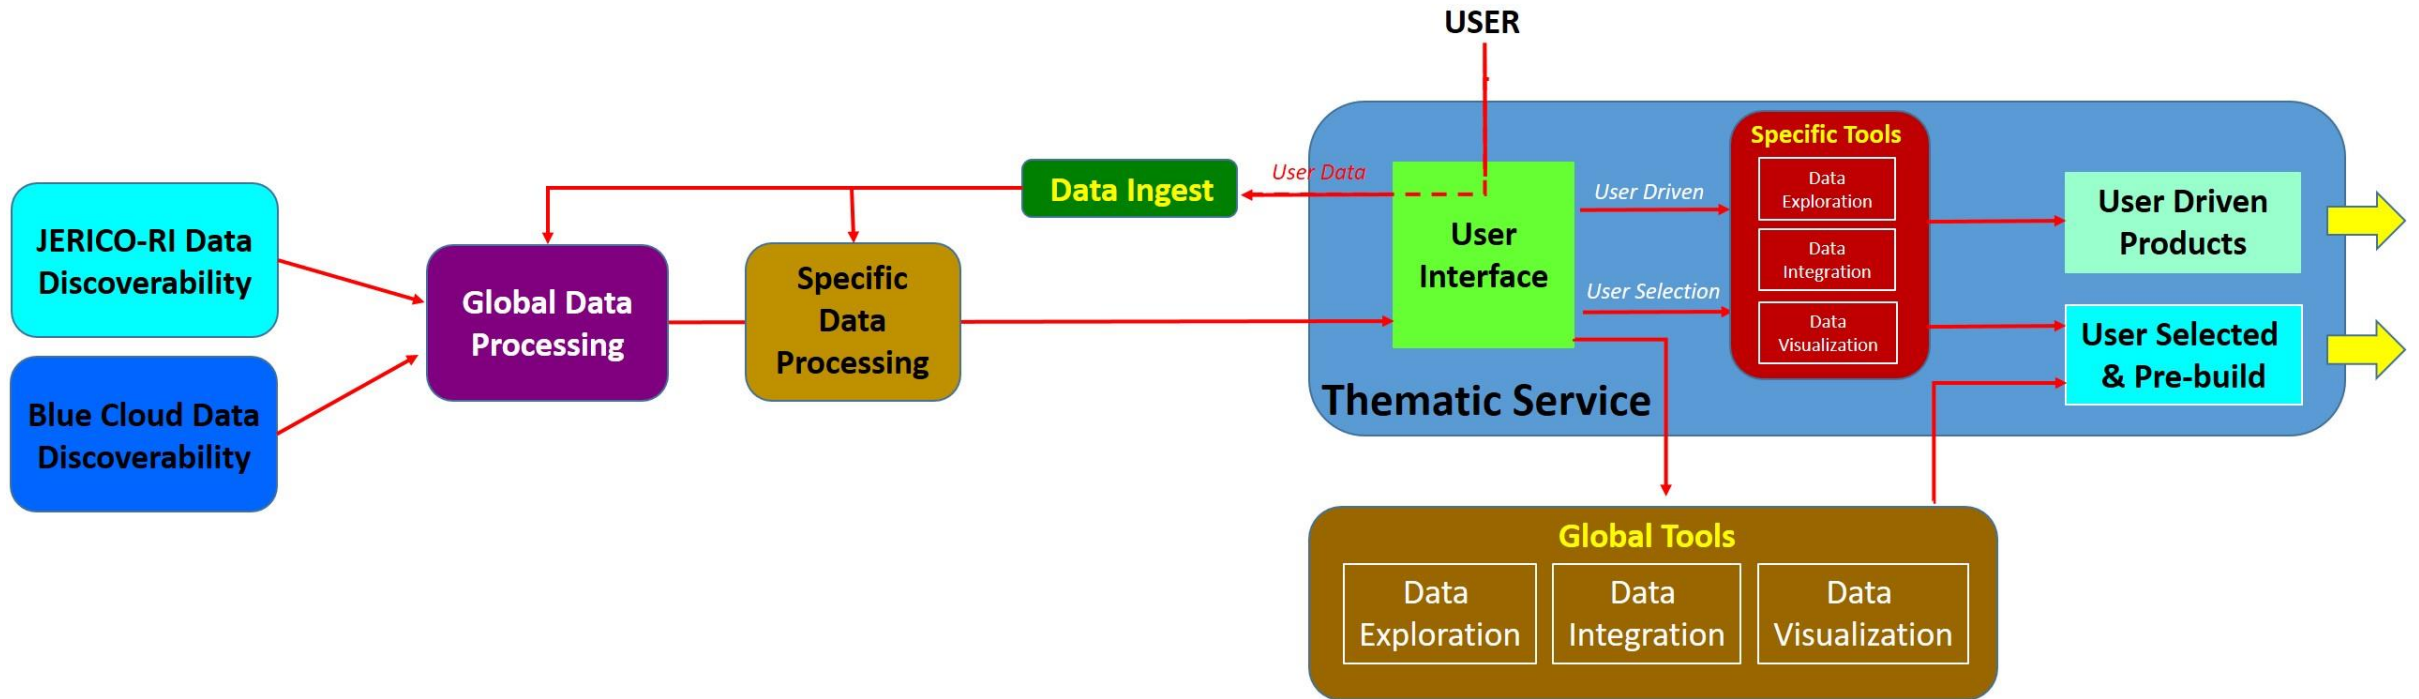 USER
JERICO-RI Data
Discoverability
Blue Cloud Data
Discoverability
Global Data
Processing
Specific
Data
Processing
Data Ingest
User Data
User
Interface
Thematic Service
User Driven
User Selection
Specific Tools
Data
Exploration
Data
Integration
Data
Visualization
User Driven
Products
User Selected
& Pre-build
Global Tools
Data
Exploration
Data
Integration
Data
Visualization